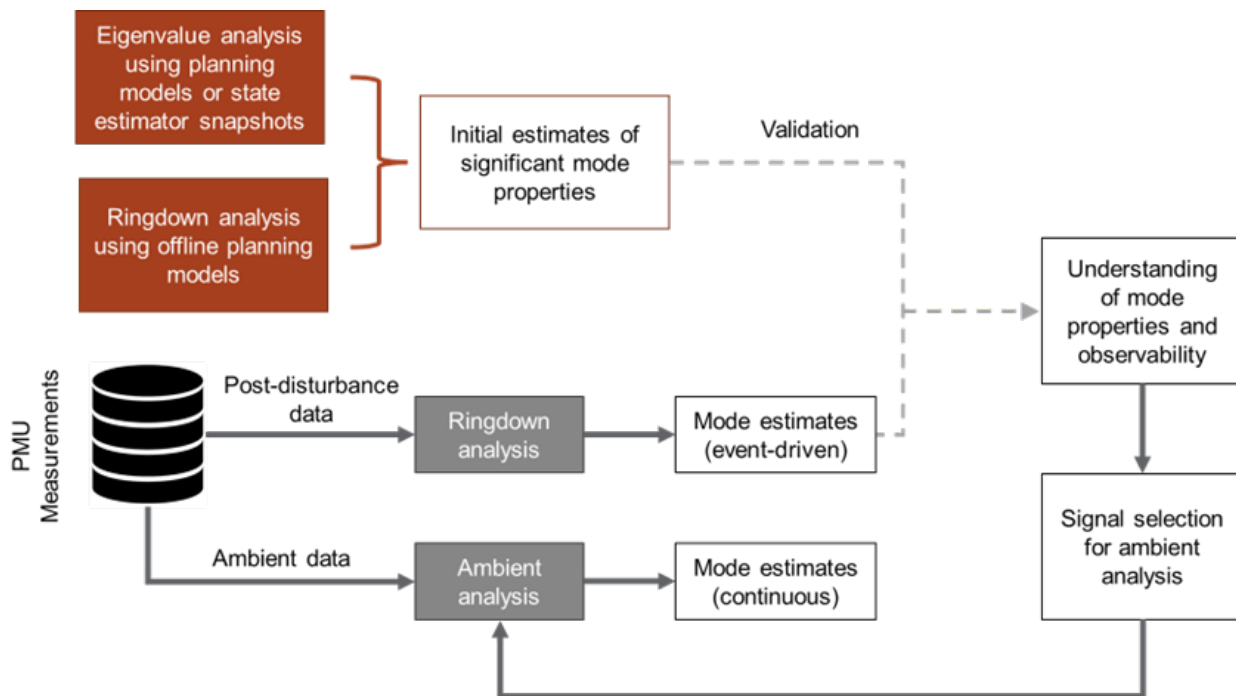 Eigenvalue analysis
using planning
models or state
estimator snapshots
Initial estimates of
significant mode
properties
Validation
Ringdown analysis
using offline planning
models
Understanding
of mode
properties and
observability
PMU
Measurements
Post-disturbance
data
Ringdown
analysis
Mode estimates
(event-driven)
Signal selection
for ambient
analysis
Ambient data
Ambient
analysis
Mode estimates
(continuous)